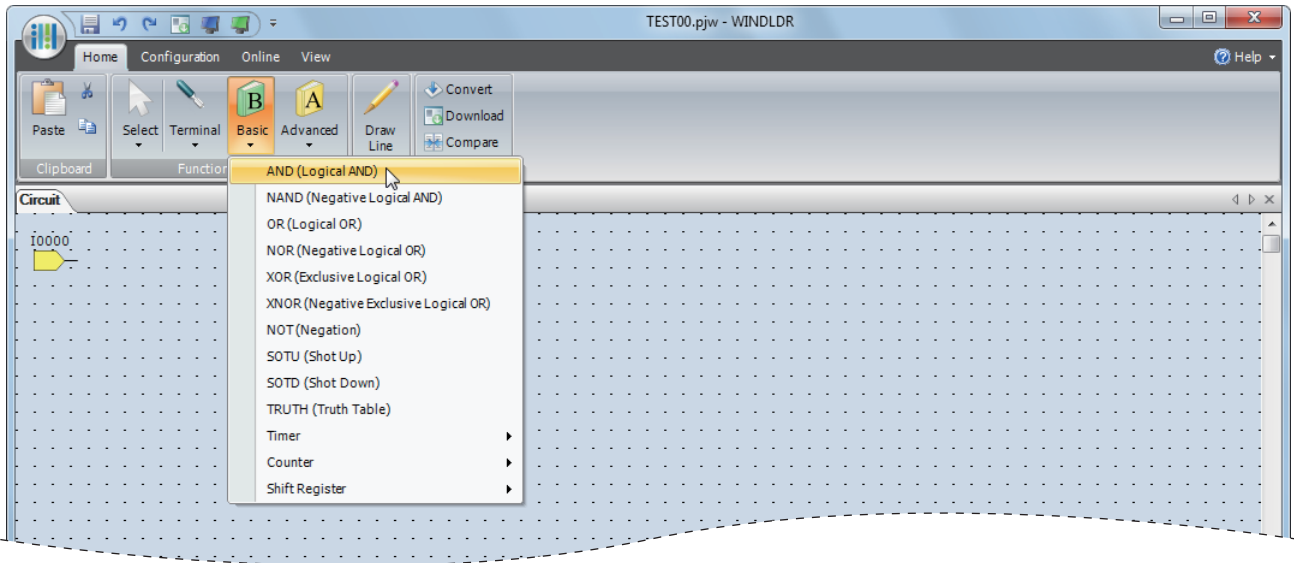 TEST00.pjw - WINDLDR
Home Configuration Online View Help
Paste Select Terminal Basic Advanced Draw Line Convert
Download
Compare
Clipboard Function
B A
AND (Logical AND)
NAND (Negative Logical AND)
OR (Logical OR)
NOR (Negative Logical OR)
XOR (Exclusive Logical OR)
XNOR (Negative Exclusive Logical OR)
NOT (Negation)
SOTU (Shot Up)
SOTD (Shot Down)
TRUTH (Truth Table)
Timer
Counter
Shift Register
Circuit
I0000